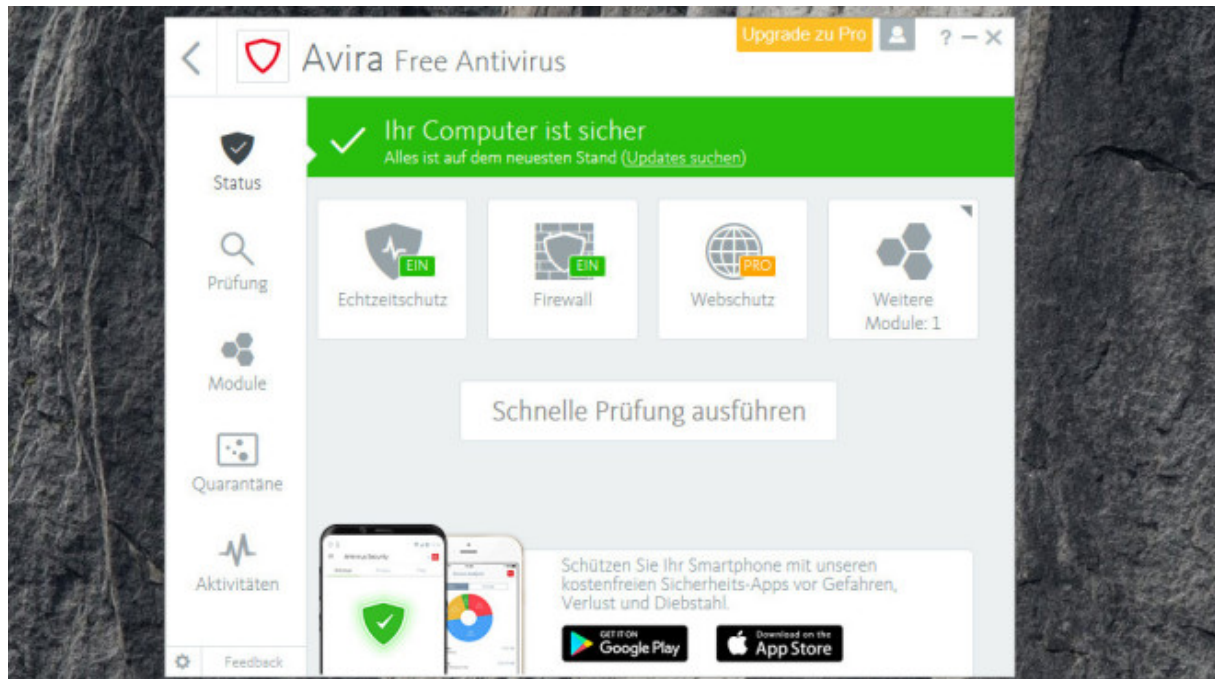 Upgrade zu Pro
Avira Free Antivirus
Ihr Computer ist sicher
Alles ist auf dem neuesten Stand (Updates suchen)
Status
Prüfung
Module
Quarantäne
Aktivitäten
Feedback
EIN
Echtzeitschutz
EIN
Firewall
PRO
Webschutz
Weitere
Module: 1
Schnelle Prüfung ausführen
Antivirus Security
Schützen Sie Ihr Smartphone mit unseren
kostenfreien Sicherheits-Apps vor Gefahren,
Verlust und Diebstahl.
GET IT ON
Google Play
Download on the
App Store